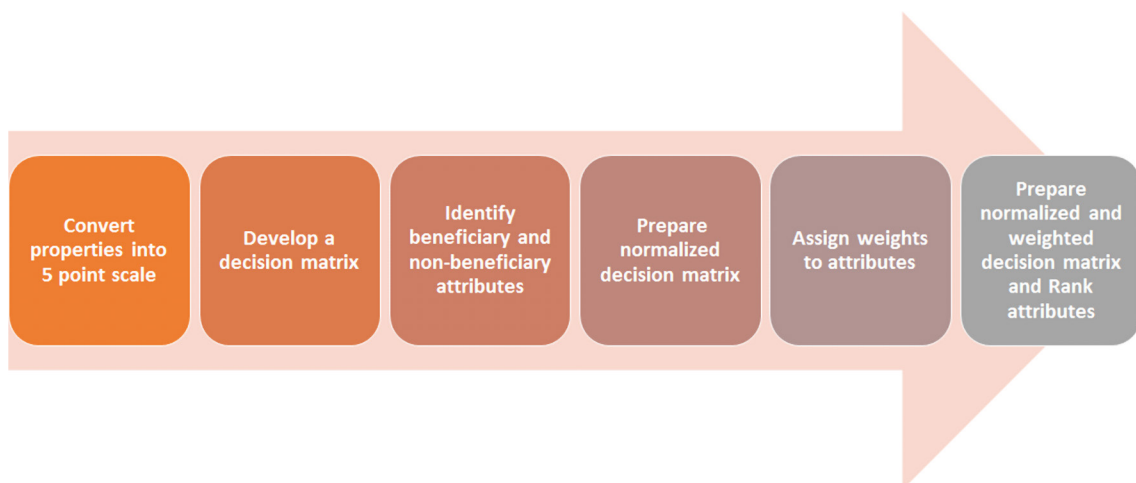 Convert
properties into
5 point scale
Develop a
decision matrix
Identify
beneficiary and
non-beneficiary
attributes
Prepare
normalized
decision matrix
Assign weights
to attributes
Prepare
normalized and
weighted
decision matrix
and Rank
attributes